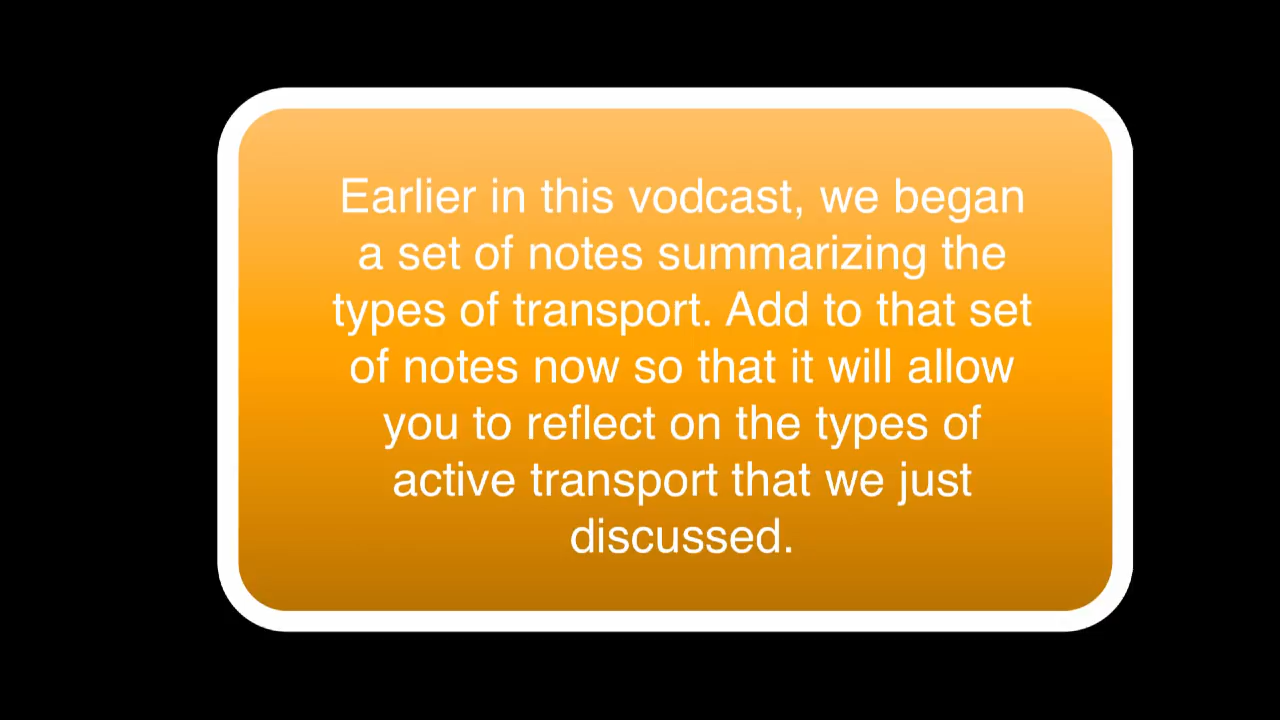 Earlier in this vodcast, we began
a set of notes summarizing the
types of transport. Add to that set
of notes now so that it will allow
you to reflect on the types of
active transport that we just
discussed.